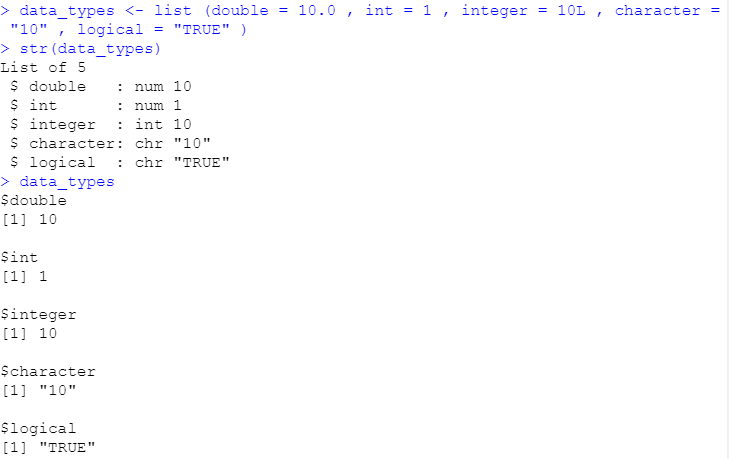 > data_types <- list (double = 10.0 , int = 1 , integer = 10L , character =
"10" , logical = "TRUE" )
> str(data_types)
List of 5
$ double   : num 10
$ int      : num 1
$ integer  : int 10
$ character: chr "10"
$ logical  : chr "TRUE"
> data_types
$double
[1] 10
$int
[1] 1
$integer
[1] 10
$character
[1] "10"
$logical
[1] "TRUE"